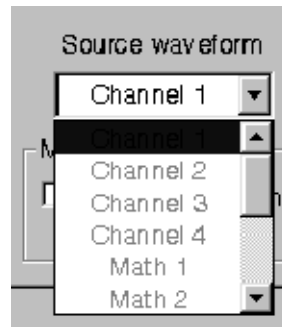 Source waveform
Channel 1
Channel 1
Channel 2
Channel 3
Channel 4
Math 1
Math 2